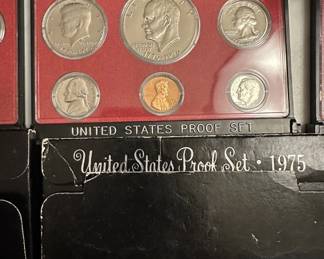 UNITED STATES PROOF SET
United States Proof Set · 1975